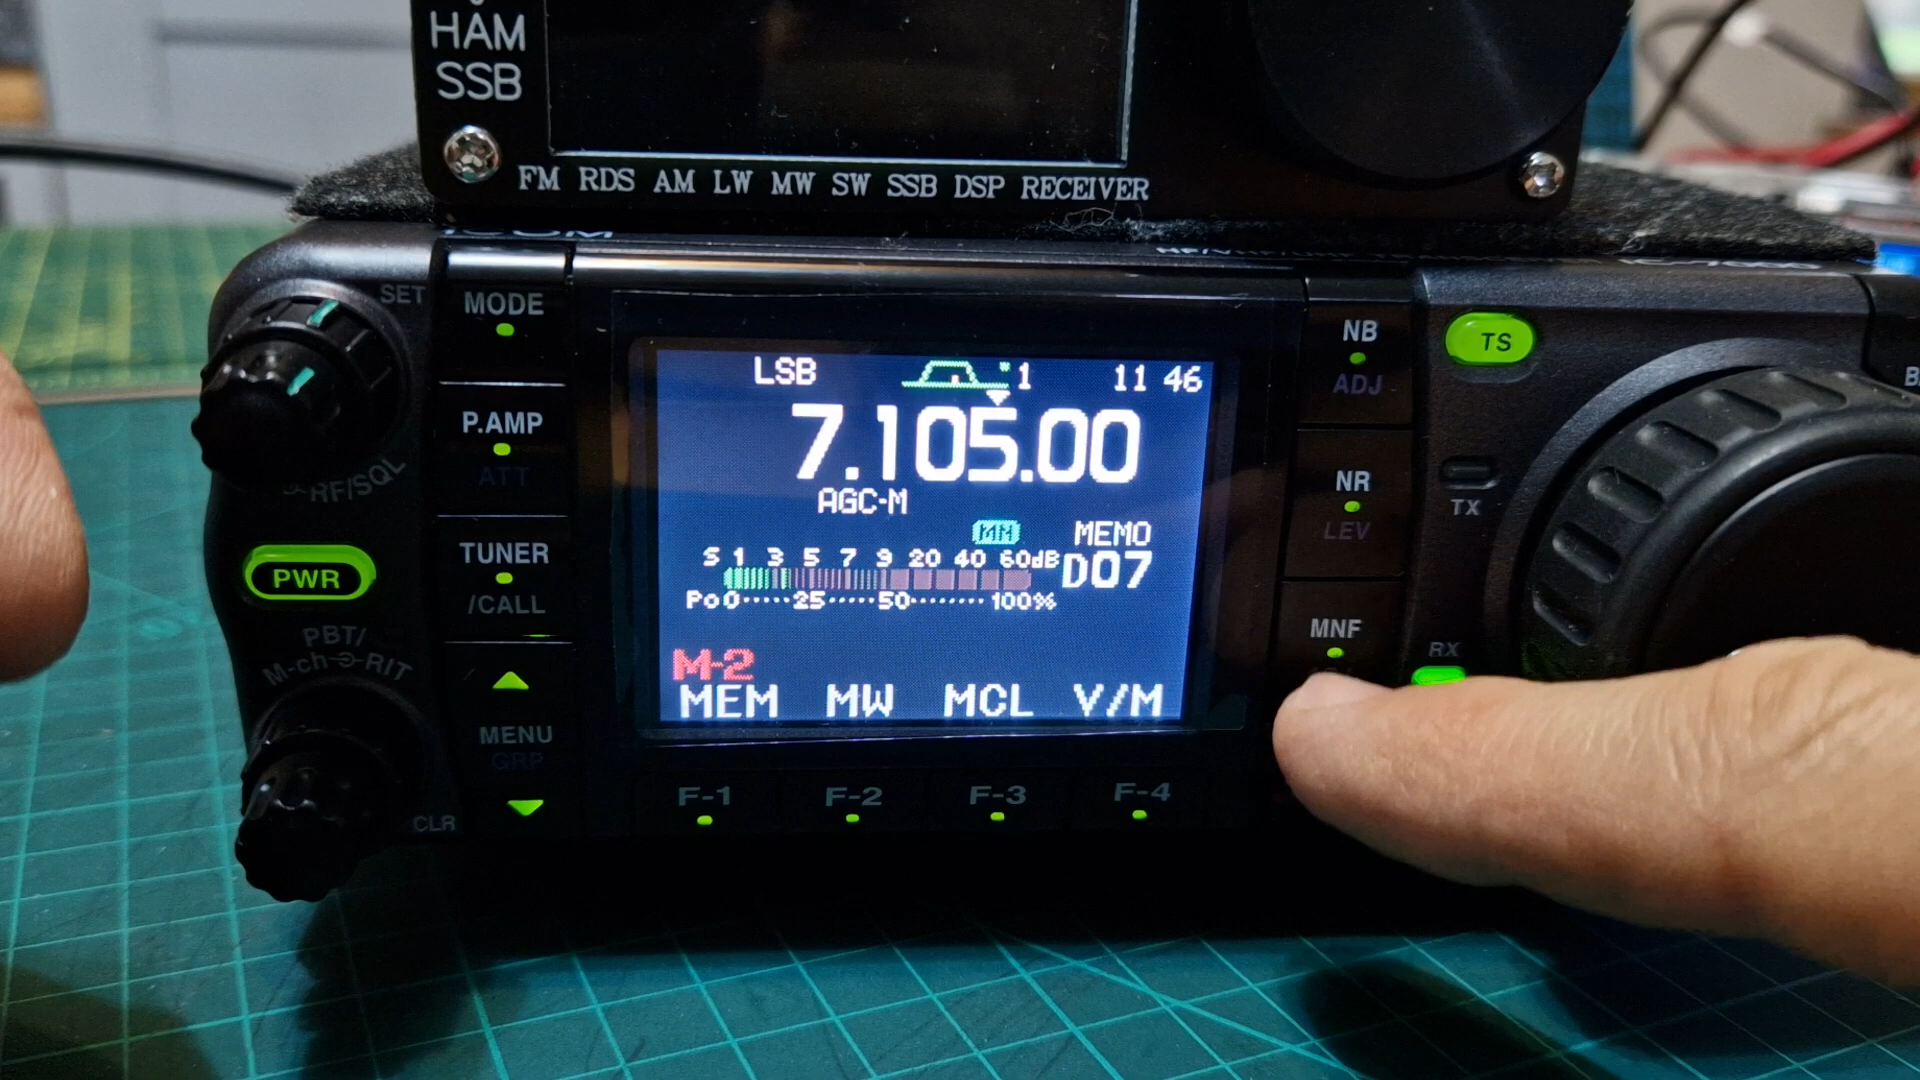 HAM
SSB
FM RDS AM LW MW SW SSB DSP RECEIVER
ICOM
SET
MODE
P.AMP
ATT
RF/SQL
TUNER
/CALL
PWR
PBT/
M-ch RIT
MENU
GRP
CLR
LSB
1
11 46
7.105.00
AGC-M
MEMO
D07
S 1 3 5 7 9 20 40 60dB
Po0·····25·····50········100%
M-2
MEM MW MCL V/M
F-1 F-2 F-3 F-4
NB
ADJ
NR
LEV
MNF
TS
TX
RX